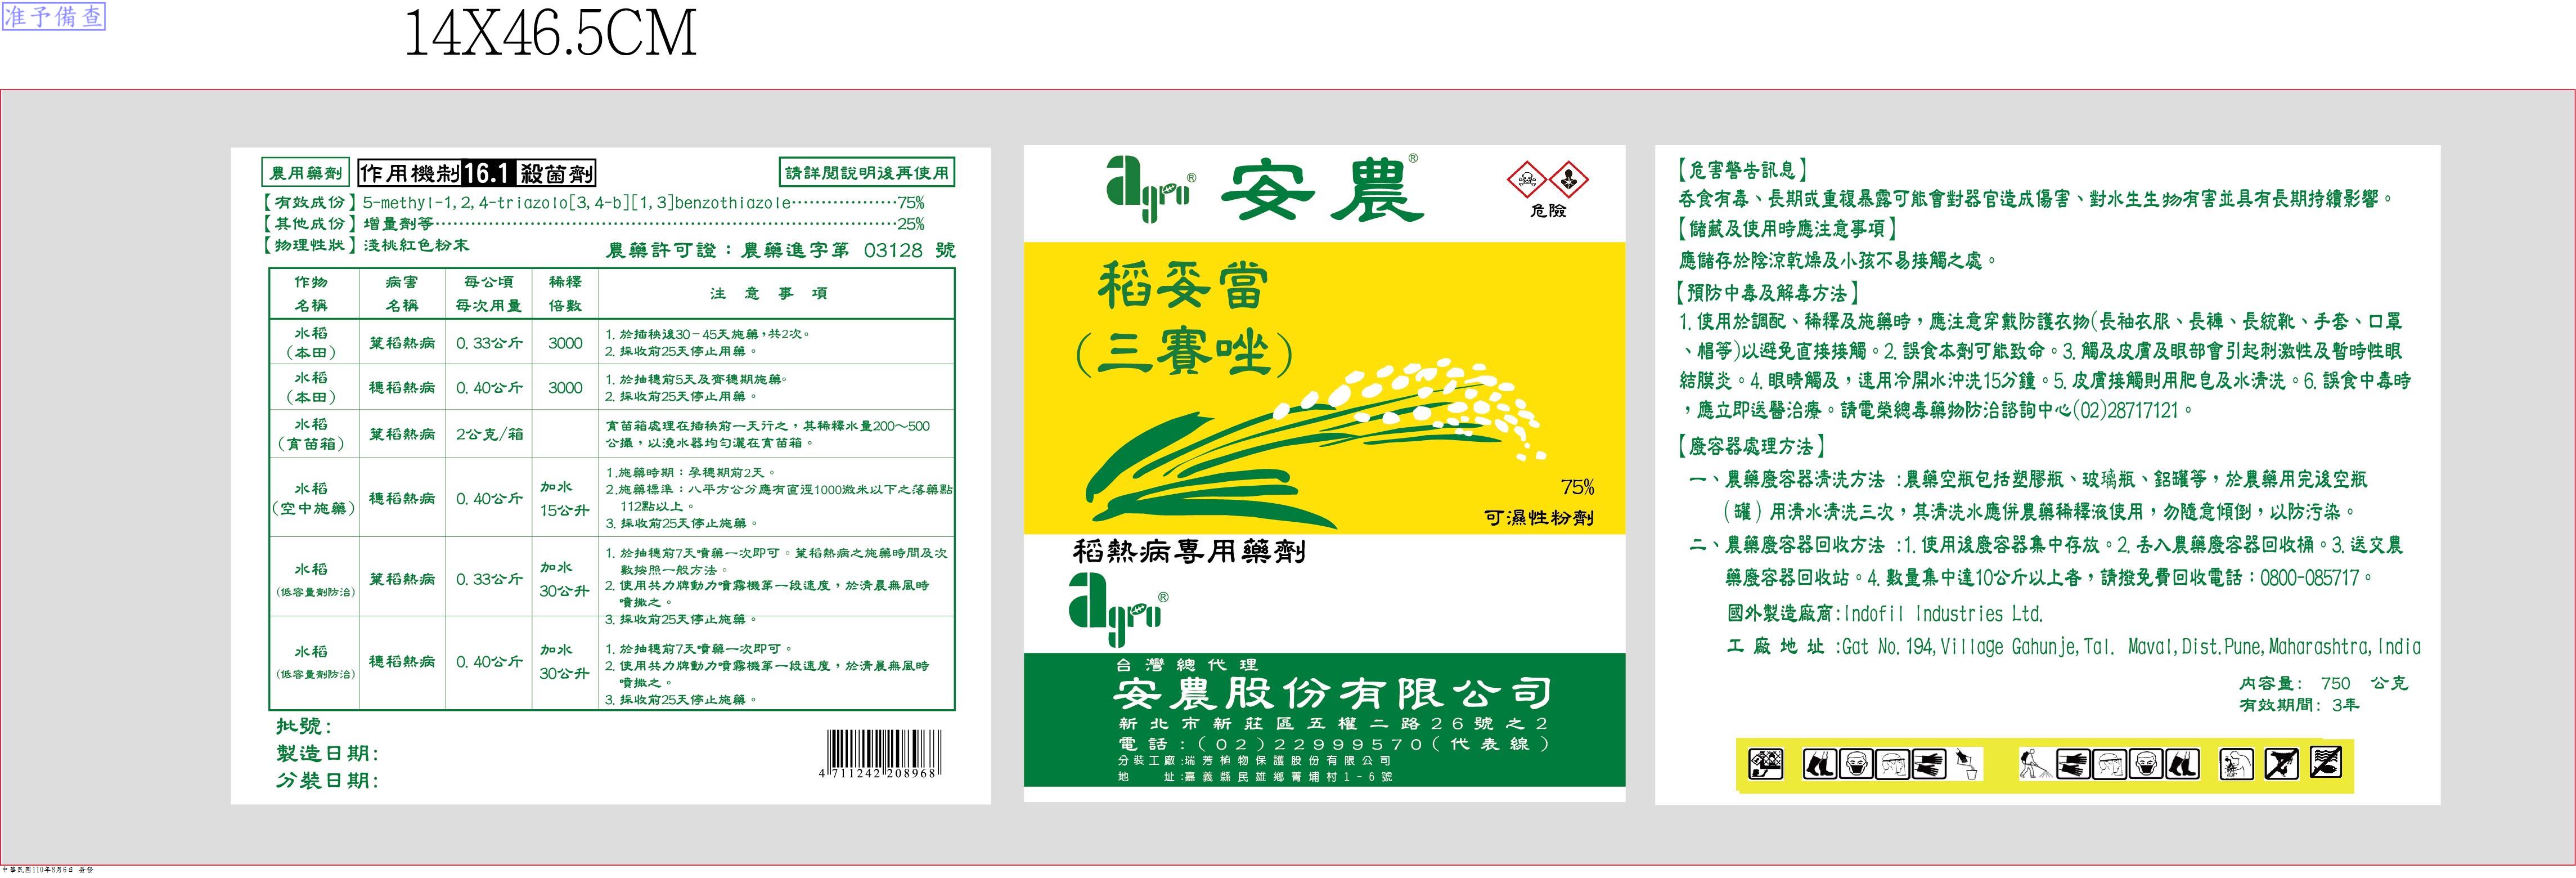 准予備查
14X46.5CM
農用藥劑 作用機制16.1殺菌劑 請詳閱說明後再使用
【有效成份】5-methyl-1,2,4-triazolo[3,4-b][1,3]benzothiazole··················75%
【其他成份】增量劑等··············································································25%
【物理性狀】淺桃紅色粉末 農藥許可證：農藥進字第 03128 號
作物名稱 病害名稱 每公頃每次用量 稀釋倍數 注意事項
水稻(本田) 葉稻熱病 0.33公斤 3000 1. 於插秧後30-45天施藥，共2次。
2. 採收前25天停止用藥。
水稻(本田) 穗稻熱病 0.40公斤 3000 1. 於抽穗前5天及齊穗期施藥。
2. 採收前25天停止用藥。
水稻(育苗箱) 葉稻熱病 2公克/箱 育苗箱處理在插秧前一天行之，其稀釋水量200～500
公攝，以澆水器均勻灑在育苗箱。
水稻(空中施藥) 穗稻熱病 0.40公斤 加水15公升 1.施藥時期：孕穗期前2天。
2.施藥標準：八平方公分應有直徑1000微米以下之落藥點
112點以上。
3. 採收前25天停止施藥。
水稻(低容量劑防治) 葉稻熱病 0.33公斤 加水30公升 1. 於抽穗前7天噴藥一次即可。葉稻熱病之施藥時間及次
數按照一般方法。
2. 使用共力牌動力噴霧機第一段速度，於清晨無風時
噴撒之。
3. 採收前25天停止施藥。
水稻(低容量劑防治) 穗稻熱病 0.40公斤 加水30公升 1. 於抽穗前7天噴藥一次即可。
2. 使用共力牌動力噴霧機第一段速度，於清晨無風時
噴撒之。
3. 採收前25天停止施藥。
批號:
製造日期:
分裝日期:
4 711242 208968
agro® 安農®
危險
稻妥當
(三賽唑)
75%
可濕性粉劑
稻熱病專用藥劑
agro®
台灣總代理
安農股份有限公司
新北市新莊區五權二路26號之2
電話:(02)22999570(代表線)
分裝工廠:瑞芳植物保護股份有限公司
地 址:嘉義縣民雄鄉菁埔村1-6號
【危害警告訊息】
吞食有毒、長期或重複暴露可能會對器官造成傷害、對水生生物有害並具有長期持續影響。
【儲藏及使用時應注意事項】
應儲存於陰涼乾燥及小孩不易接觸之處。
【預防中毒及解毒方法】
1. 使用於調配、稀釋及施藥時，應注意穿戴防護衣物(長袖衣服、長褲、長統靴、手套、口罩
、帽等)以避免直接接觸。2. 誤食本劑可能致命。3. 觸及皮膚及眼部會引起刺激性及暫時性眼
結膜炎。4. 眼睛觸及，速用冷開水沖洗15分鐘。5. 皮膚接觸則用肥皂及水清洗。6. 誤食中毒時
，應立即送醫治療。請電榮總毒藥物防治諮詢中心(02)28717121。
【廢容器處理方法】
一、農藥廢容器清洗方法 :農藥空瓶包括塑膠瓶、玻璃瓶、鋁罐等，於農藥用完後空瓶
(罐) 用清水清洗三次，其清洗水應併農藥稀釋液使用，勿隨意傾倒，以防污染。
二、農藥廢容器回收方法 :1. 使用後廢容器集中存放。2. 丟入農藥廢容器回收桶。3. 送交農
藥廢容器回收站。4. 數量集中達10公斤以上者，請撥免費回收電話：0800-085717。
國外製造廠商:Indofil Industries Ltd.
工 廠 地 址 :Gat No. 194, Village Gahunje, Tal. Maval, Dist.Pune, Maharashtra, India
內容量: 750 公克
有效期間: 3年
中華民國110年8月6日 簽發